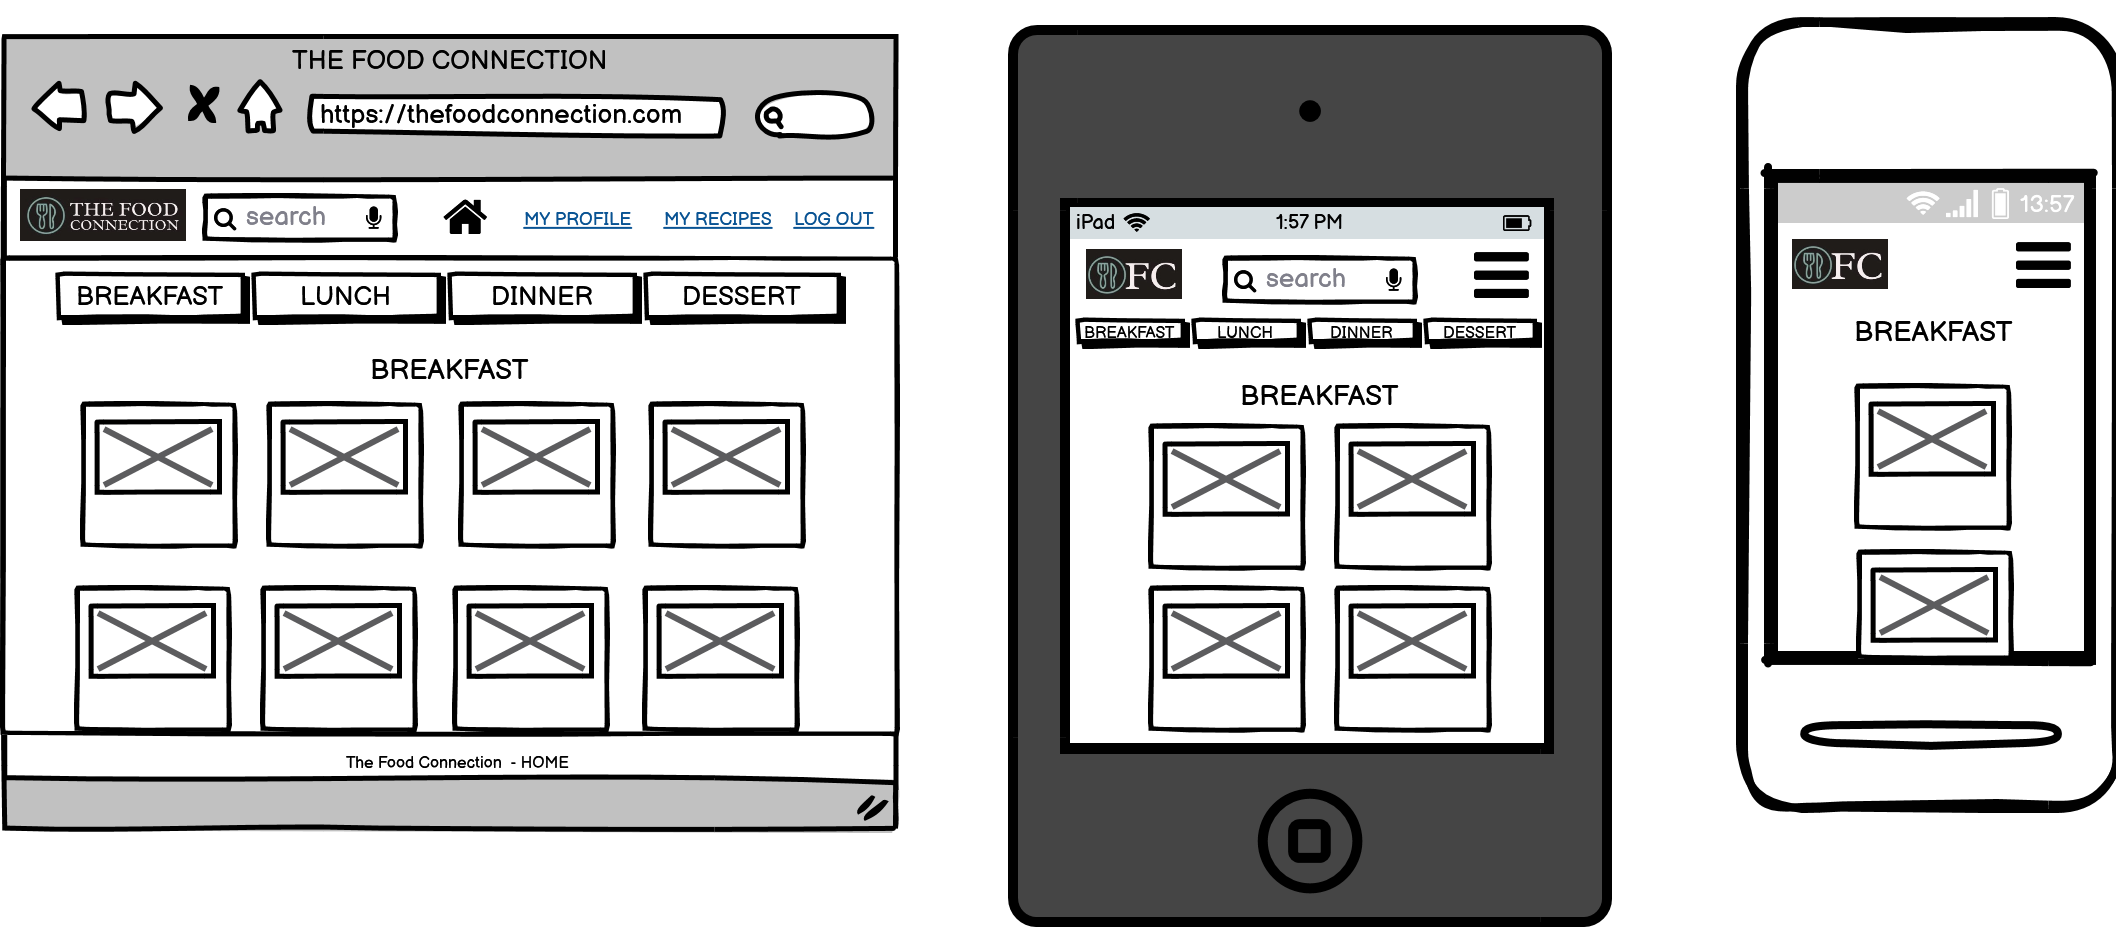 THE FOOD CONNECTION
https://thefoodconnection.com
THE FOOD
CONNECTION
search
MY PROFILE
MY RECIPES
LOG OUT
BREAKFAST
LUNCH
DINNER
DESSERT
BREAKFAST
The Food Connection - HOME
iPad
1:57 PM
FC
search
BREAKFAST
LUNCH
DINNER
DESSERT
BREAKFAST
13:57
FC
BREAKFAST